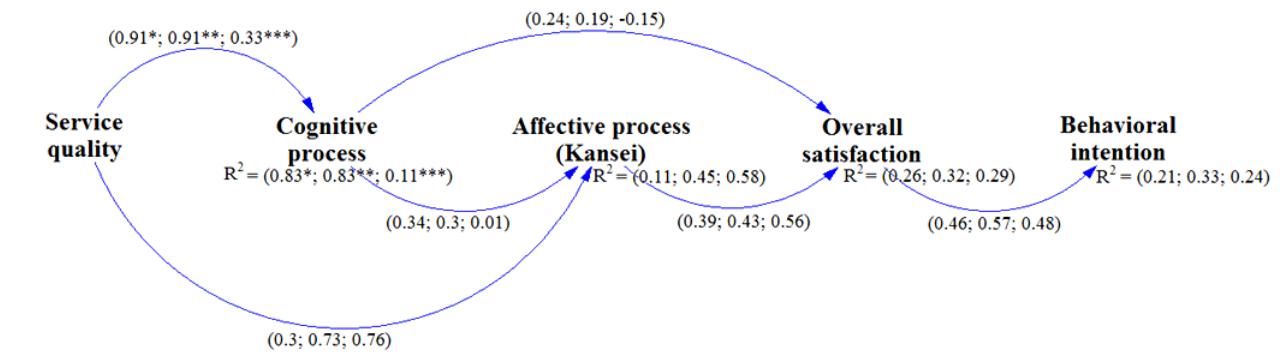 (0.24; 0.19; -0.15)
(0.91*; 0.91**; 0.33***)
Service
quality
Cognitive
process
R² = (0.83*; 0.83**; 0.11***)
Affective process
(Kansei)
R² = (0.11; 0.45; 0.58)
Overall
satisfaction
R² = (0.26; 0.32; 0.29)
Behavioral
intention
R² = (0.21; 0.33; 0.24)
(0.34; 0.3; 0.01)
(0.39; 0.43; 0.56)
(0.46; 0.57; 0.48)
(0.3; 0.73; 0.76)